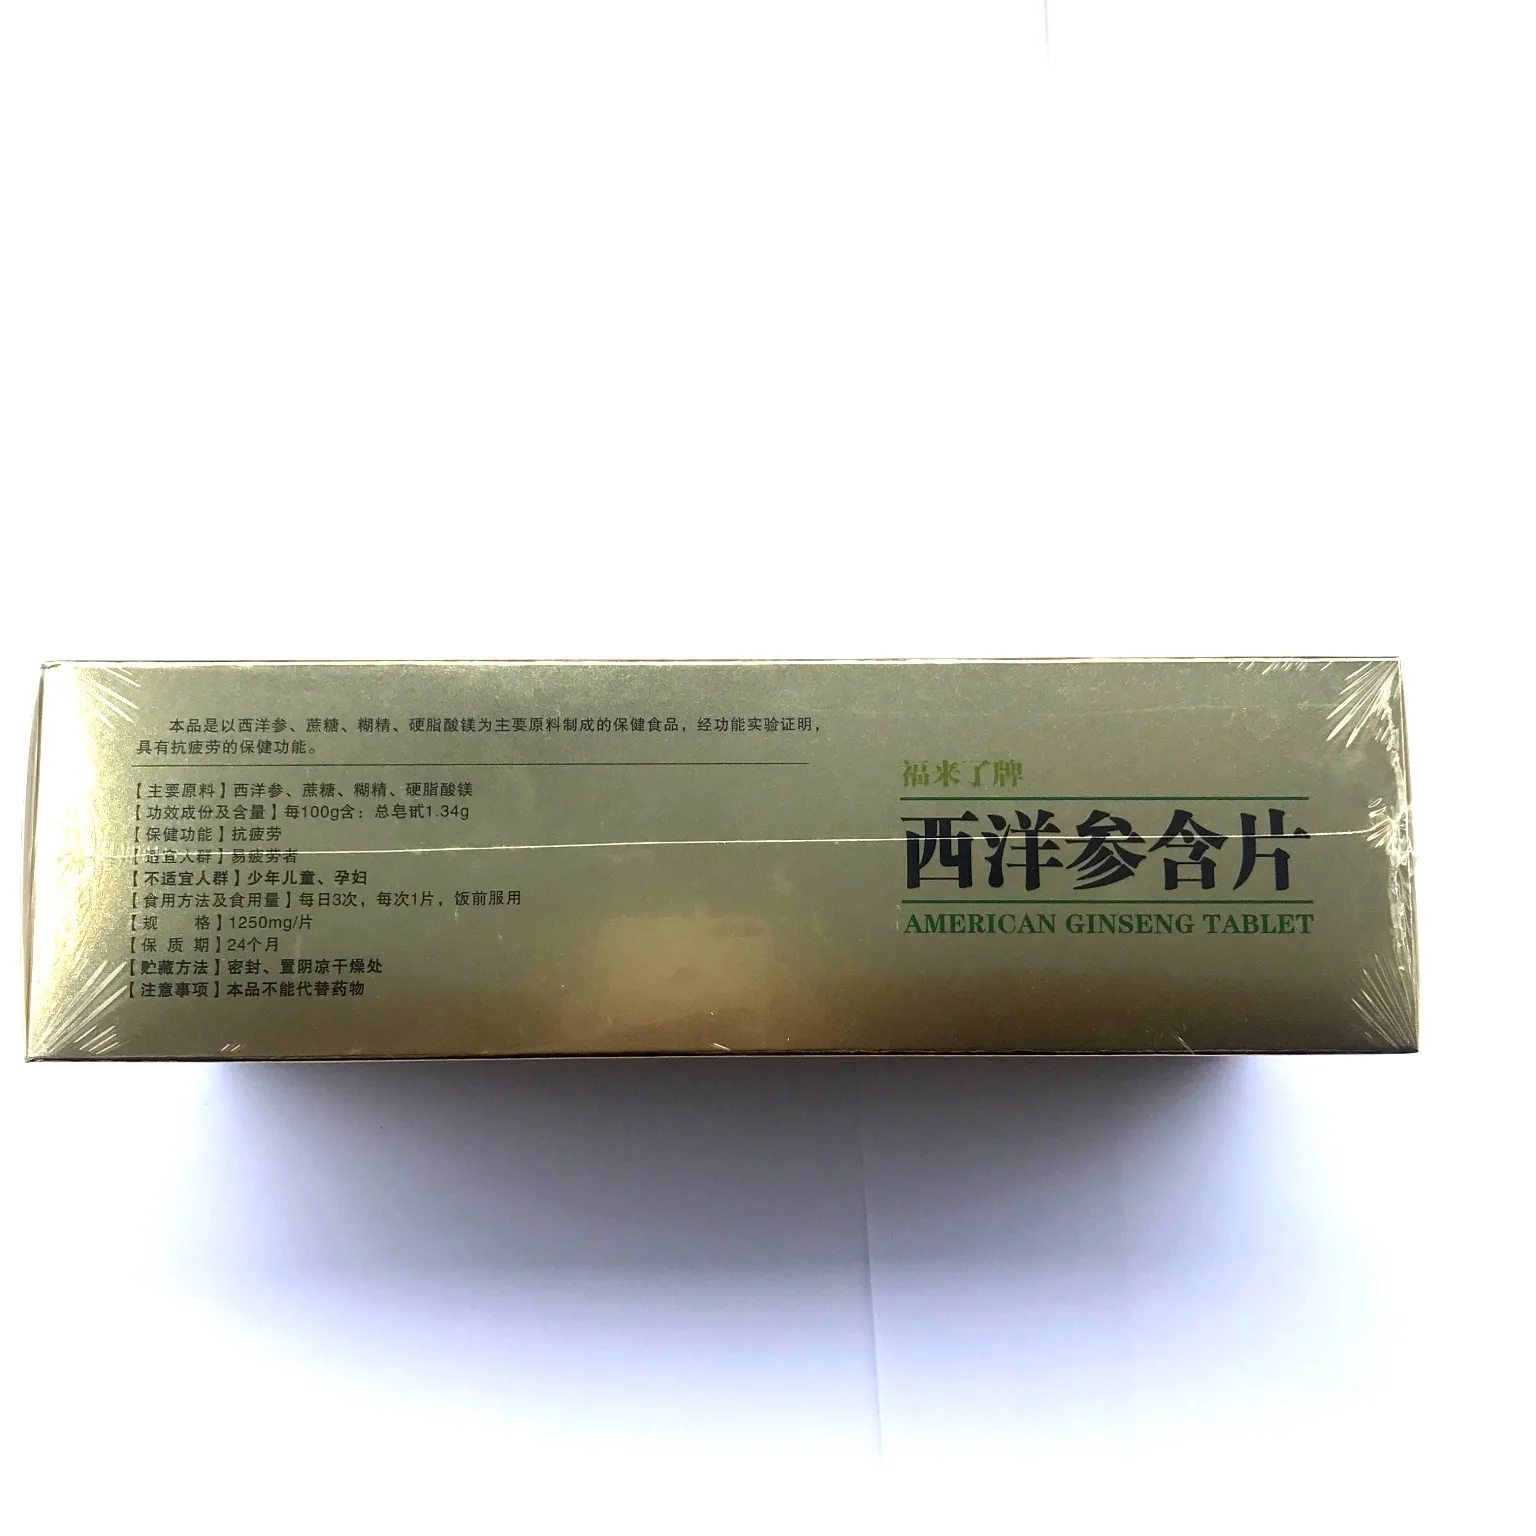 本品是以西洋参、蔗糖、糊精、硬脂酸镁为主要原料制成的保健食品，经功能实验证明，
具有抗疲劳的保健功能。
【主要原料】西洋参、蔗糖、糊精、硬脂酸镁
【功效成份及含量】每100g含：总皂甙1.34g
【保健功能】抗疲劳
【适宜人群】易疲劳者
【不适宜人群】少年儿童、孕妇
【食用方法及食用量】每日3次，每次1片，饭前服用
【规 格】1250mg/片
【保 质 期】24个月
【贮藏方法】密封、置阴凉干燥处
【注意事项】本品不能代替药物
福来了牌
西洋参含片
AMERICAN GINSENG TABLET